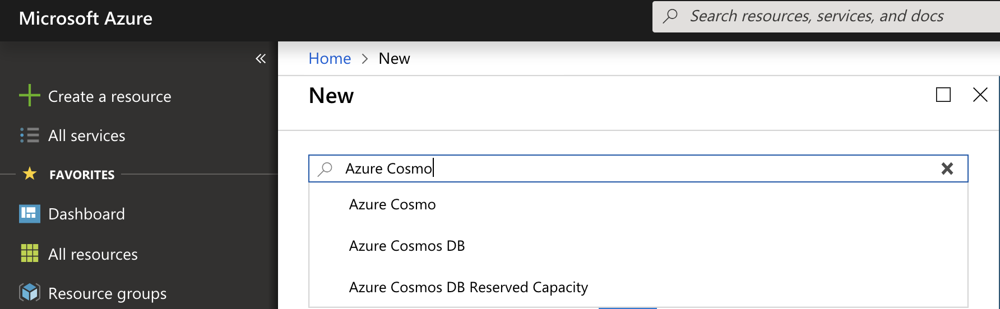 Microsoft Azure
Search resources, services, and docs
Create a resource
All services
FAVORITES
Dashboard
All resources
Resource groups
Home > New
New
Azure Cosmo
Azure Cosmo
Azure Cosmos DB
Azure Cosmos DB Reserved Capacity